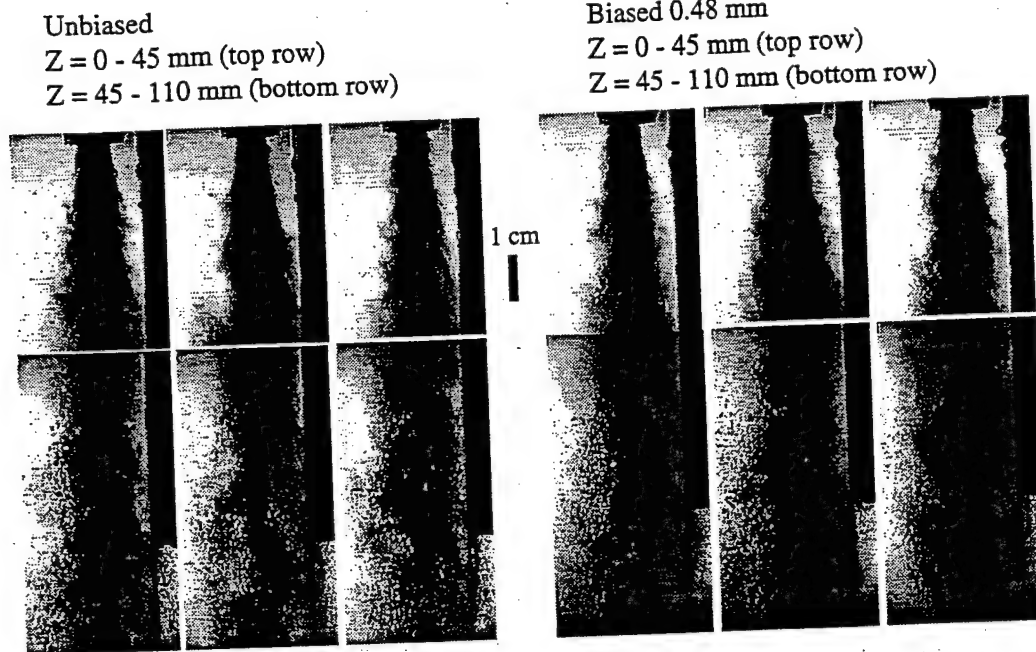 Unbiased
Z = 0 - 45 mm (top row)
Z = 45 - 110 mm (bottom row)
Biased 0.48 mm
Z = 0 - 45 mm (top row)
Z = 45 - 110 mm (bottom row)
1 cm